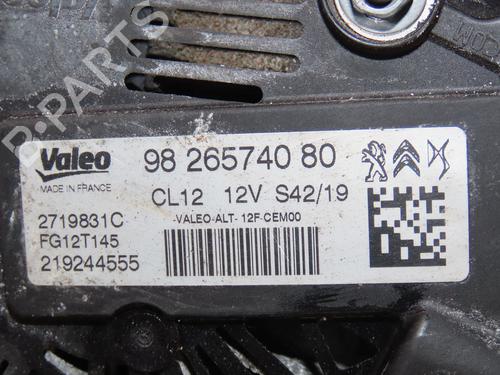 Valeo
MADE IN FRANCE
98 265740 80
CL12 12V S42/19
VALEO-ALT- 12F-CEM00
2719831C
FG12T145
219244555
B-PARTS